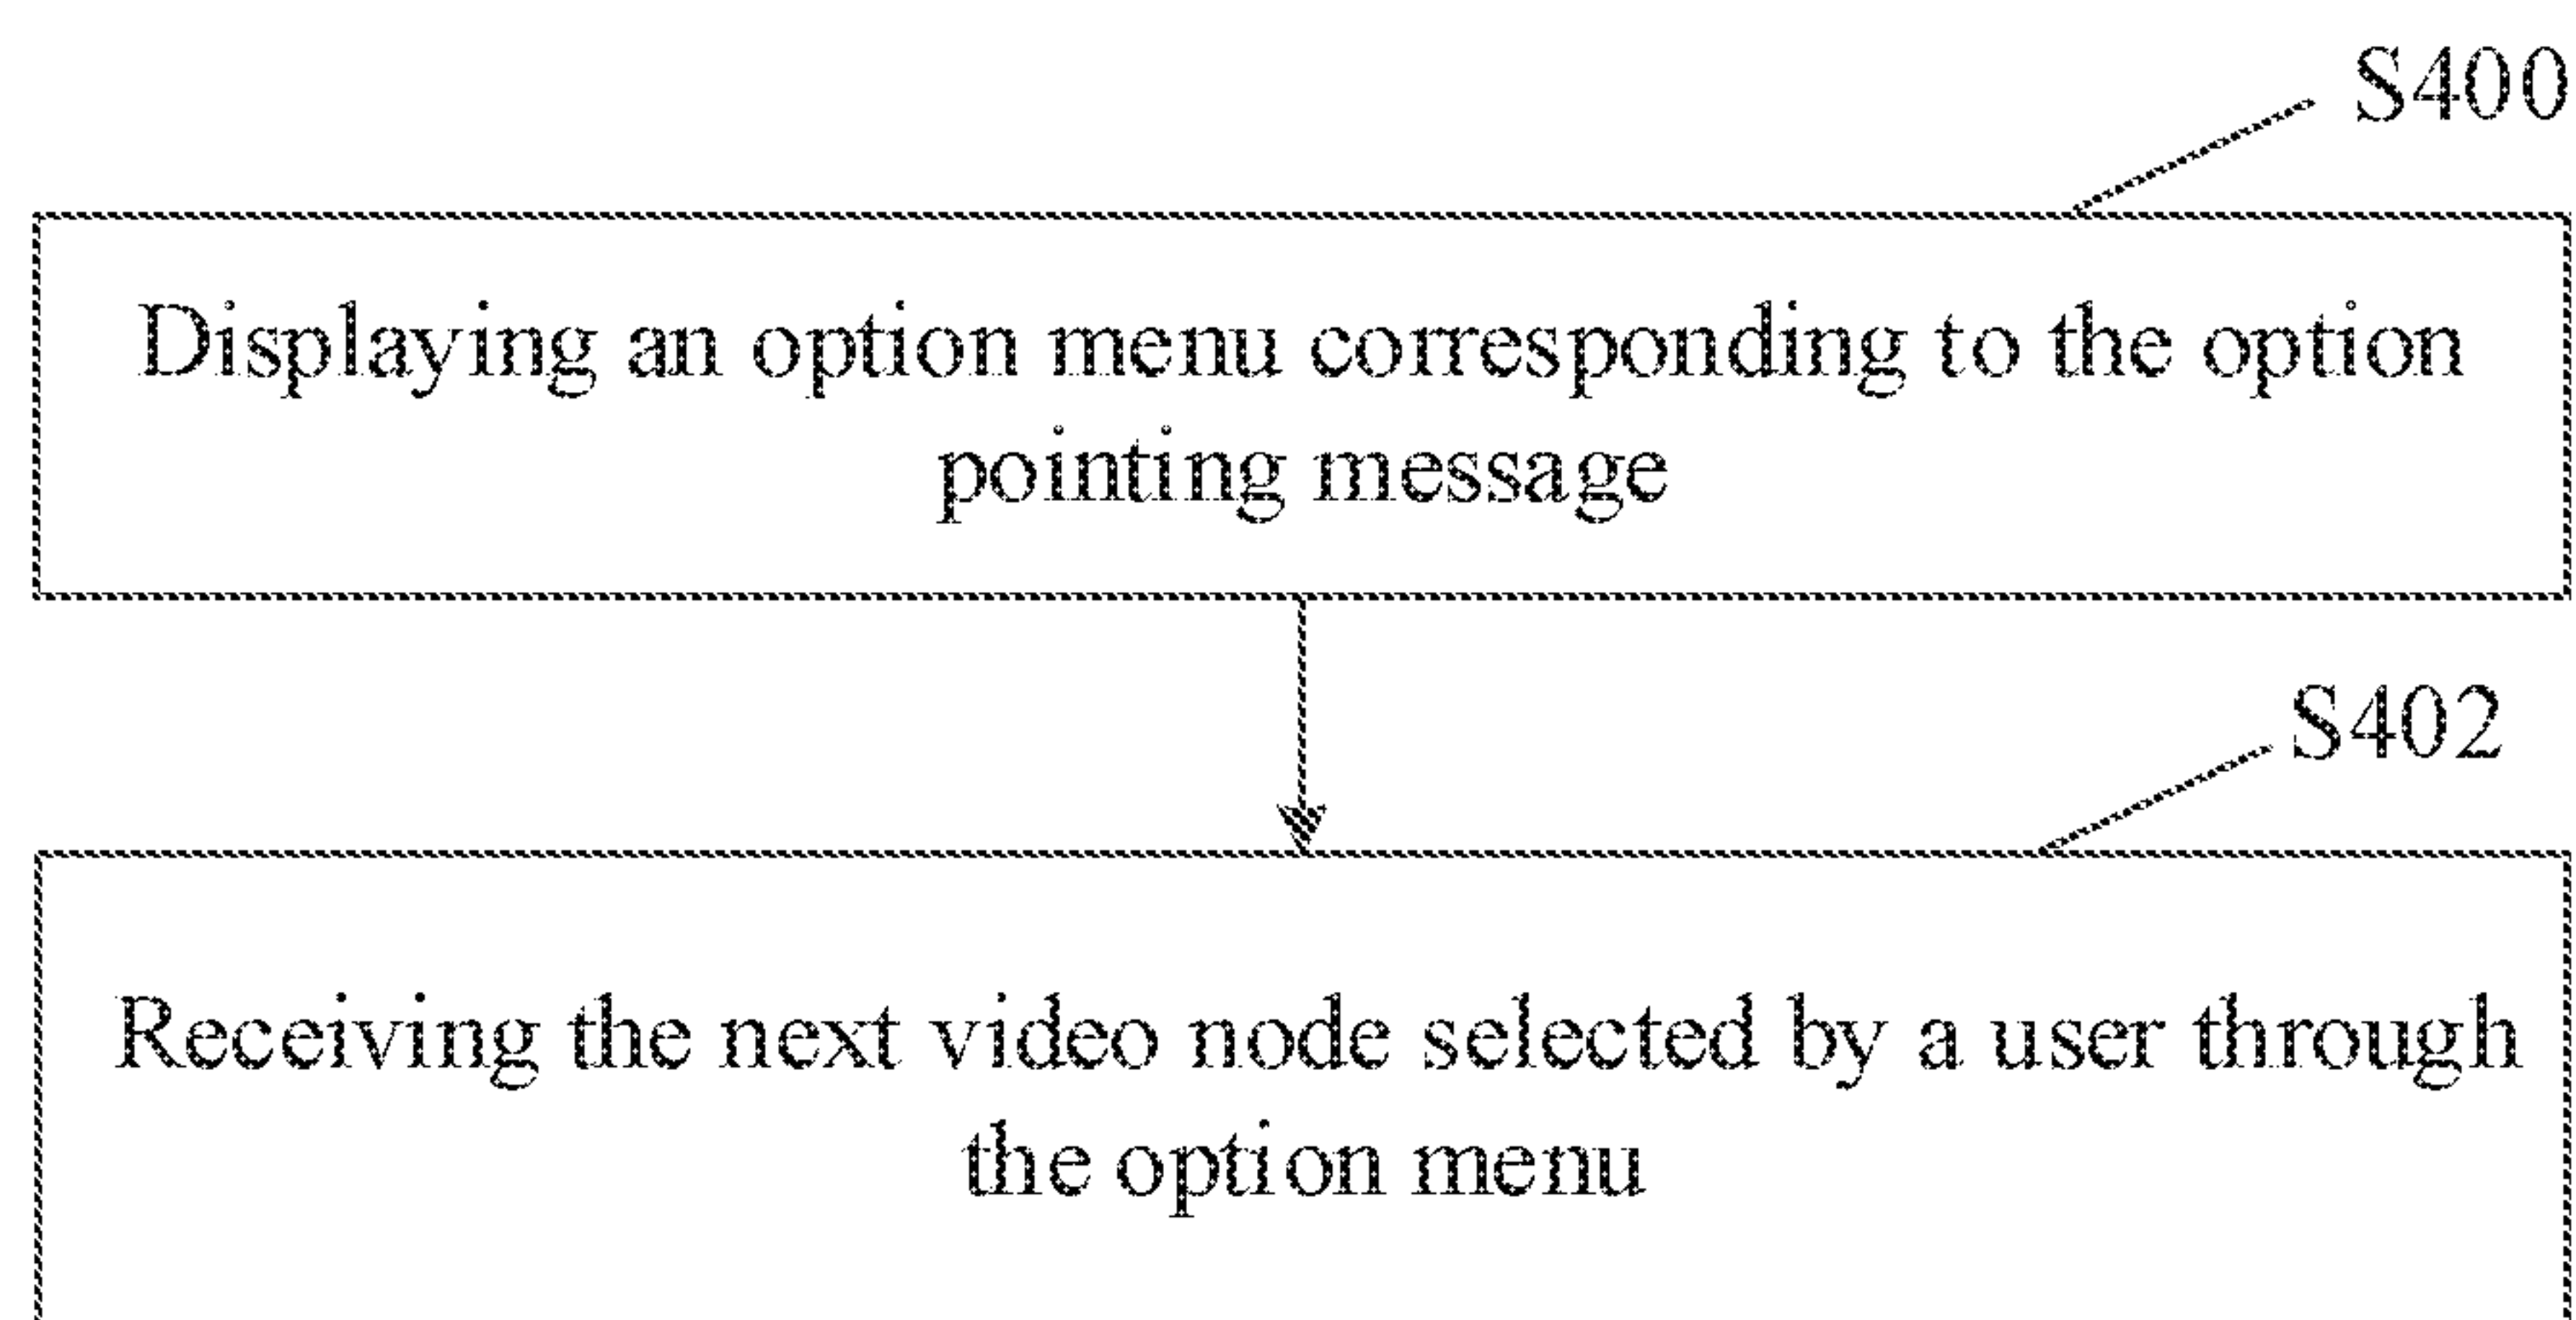 S400
Displaying an option menu corresponding to the option
pointing message
S402
Receiving the next video node selected by a user through
the option menu